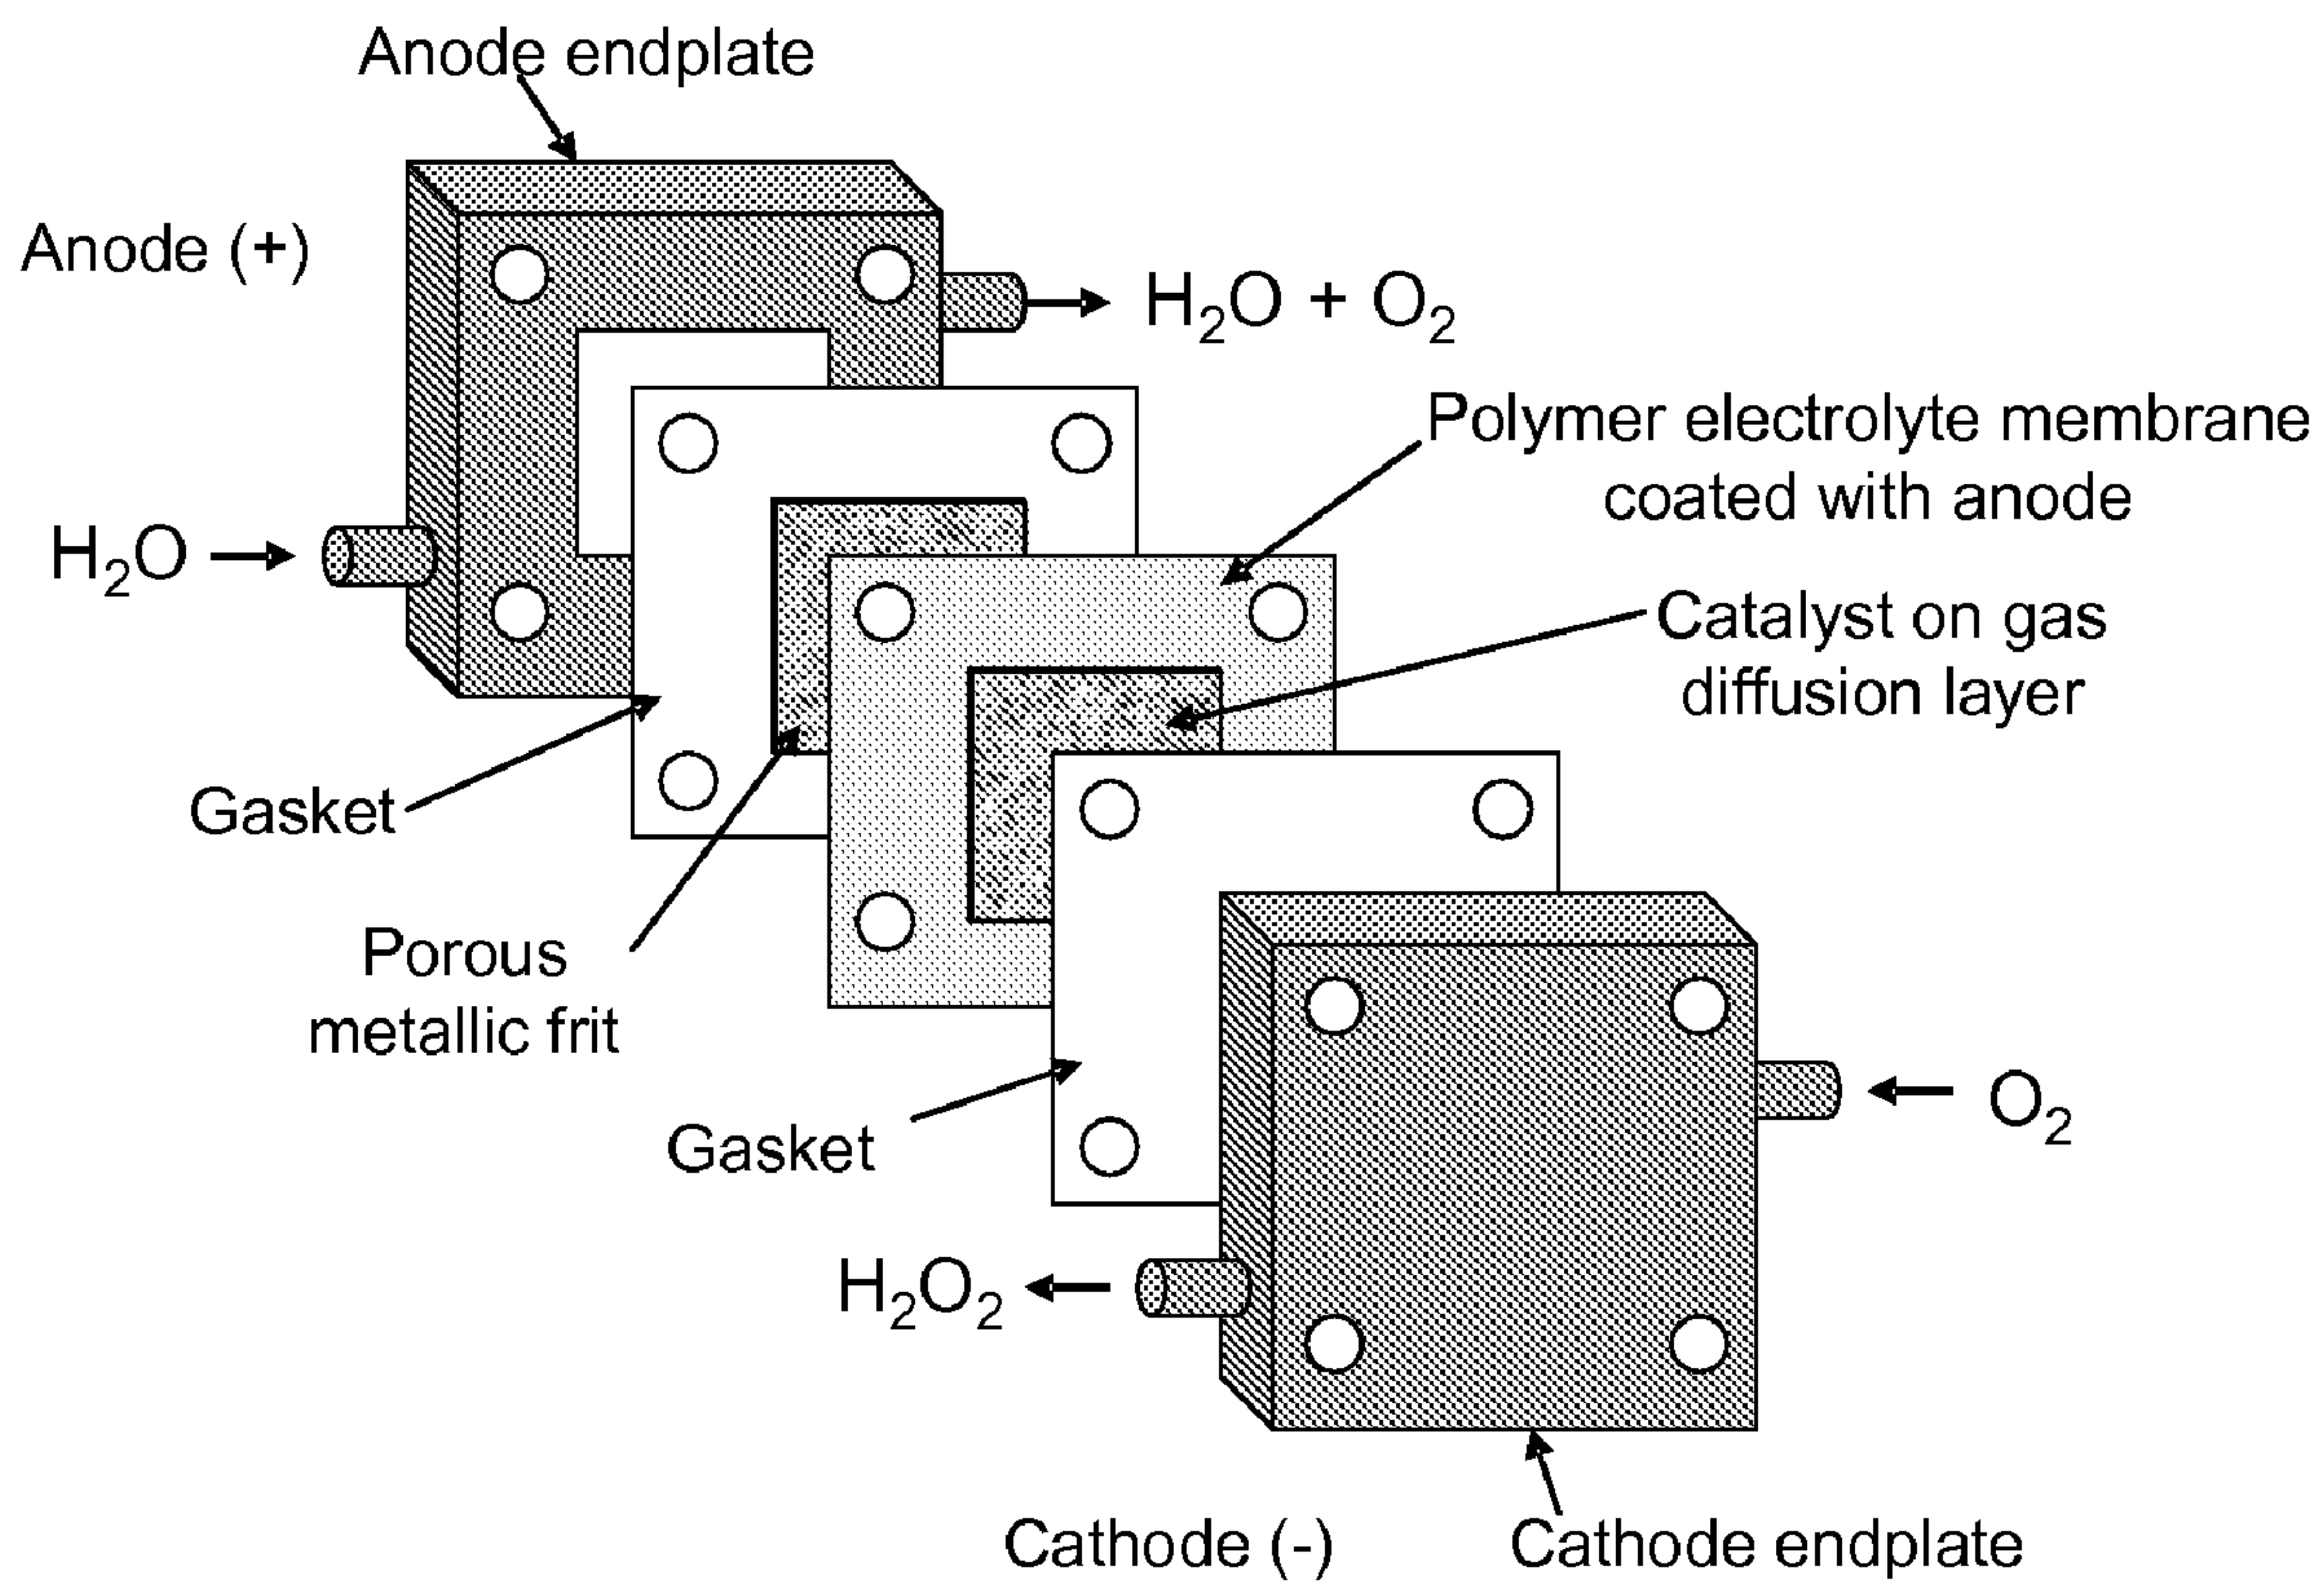 Anode endplate
Anode (+)
H₂O + O₂
Polymer electrolyte membrane
coated with anode
H₂O
Catalyst on gas
diffusion layer
Gasket
Porous
metallic frit
O₂
Gasket
H₂O₂
Cathode (-)
Cathode endplate